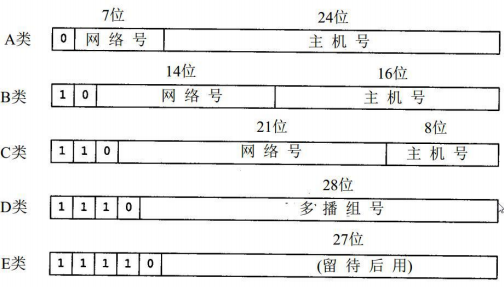 7位 24位
A类 0 网络号 主机号
14位 16位
B类 1 0 网络号 主机号
21位 8位
C类 1 1 0 网络号 主机号
28位
D类 1 1 1 0 多播组号
27位
E类 1 1 1 1 0 (留待后用)